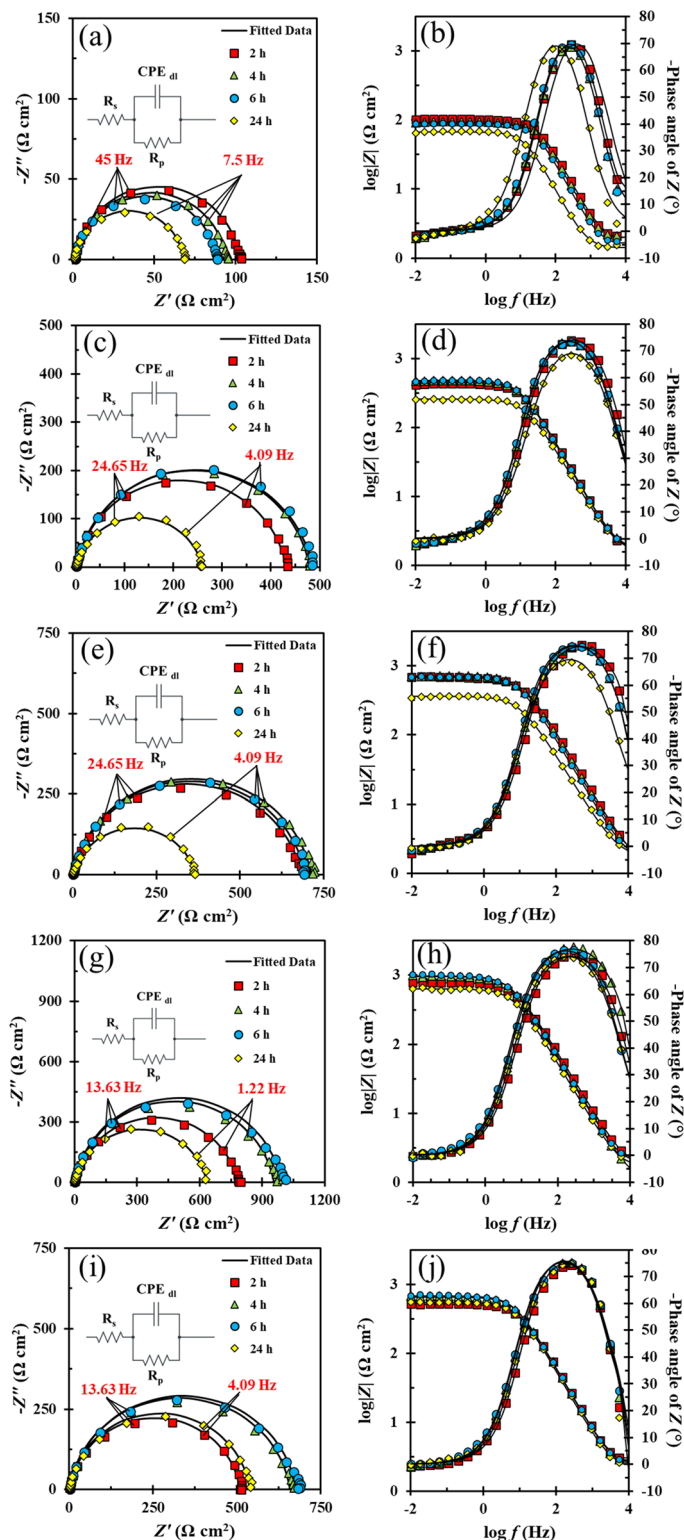 (a)
Fitted Data
2 h
4 h
6 h
24 h
CPE dl
Rs
Rp
45 Hz
7.5 Hz
150
100
50
0
0
50
100
150
-Z″ (Ω cm²)
Z′ (Ω cm²)
(b)
3
2
1
0
-2
0
2
4
80
70
60
50
40
30
20
10
0
-10
log|Z| (Ω cm²)
-Phase angle of Z (°)
log f (Hz)
(c)
Fitted Data
2 h
4 h
6 h
24 h
CPE dl
Rs
Rp
24.65 Hz
4.09 Hz
500
400
300
200
100
0
0
100
200
300
400
500
-Z″ (Ω cm²)
Z′ (Ω cm²)
(d)
3
2
1
0
-2
0
2
4
80
70
60
50
40
30
20
10
0
-10
log|Z| (Ω cm²)
-Phase angle of Z (°)
log f (Hz)
(e)
Fitted Data
2 h
4 h
6 h
24 h
CPE dl
Rs
Rp
24.65 Hz
4.09 Hz
750
500
250
0
0
250
500
750
-Z″ (Ω cm²)
Z′ (Ω cm²)
(f)
3
2
1
0
-2
0
2
4
80
70
60
50
40
30
20
10
0
-10
log|Z| (Ω cm²)
-Phase angle of Z (°)
log f (Hz)
(g)
Fitted Data
2 h
4 h
6 h
24 h
CPE dl
Rs
Rp
13.63 Hz
1.22 Hz
1200
900
600
300
0
0
300
600
900
1200
-Z″ (Ω cm²)
Z′ (Ω cm²)
(h)
3
2
1
0
-2
0
2
4
80
70
60
50
40
30
20
10
0
-10
log|Z| (Ω cm²)
-Phase angle of Z (°)
log f (Hz)
(i)
Fitted Data
2 h
4 h
6 h
24 h
CPE dl
Rs
Rp
13.63 Hz
4.09 Hz
750
500
250
0
0
250
500
750
-Z″ (Ω cm²)
Z′ (Ω cm²)
(j)
3
2
1
0
-2
0
2
4
80
70
60
50
40
30
20
10
0
-10
log|Z| (Ω cm²)
-Phase angle of Z (°)
log f (Hz)